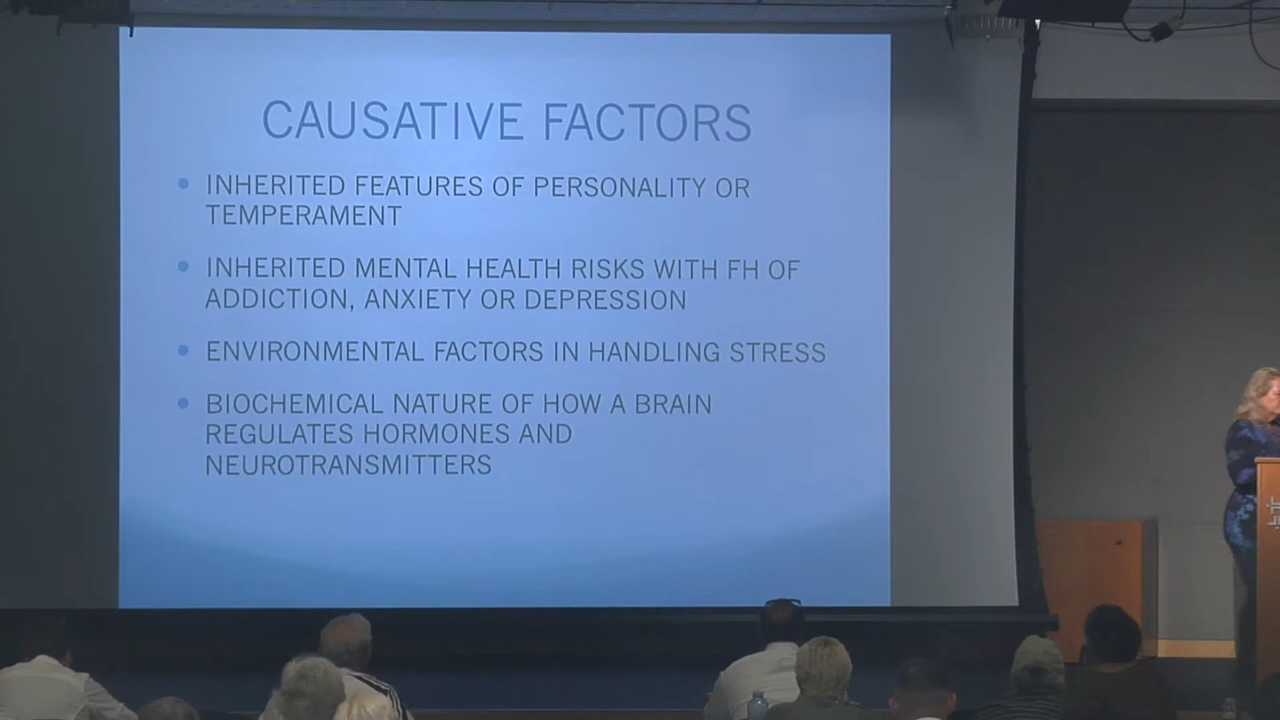 CAUSATIVE FACTORS
INHERITED FEATURES OF PERSONALITY OR
TEMPERAMENT
INHERITED MENTAL HEALTH RISKS WITH FH OF
ADDICTION, ANXIETY OR DEPRESSION
ENVIRONMENTAL FACTORS IN HANDLING STRESS
BIOCHEMICAL NATURE OF HOW A BRAIN
REGULATES HORMONES AND
NEUROTRANSMITTERS